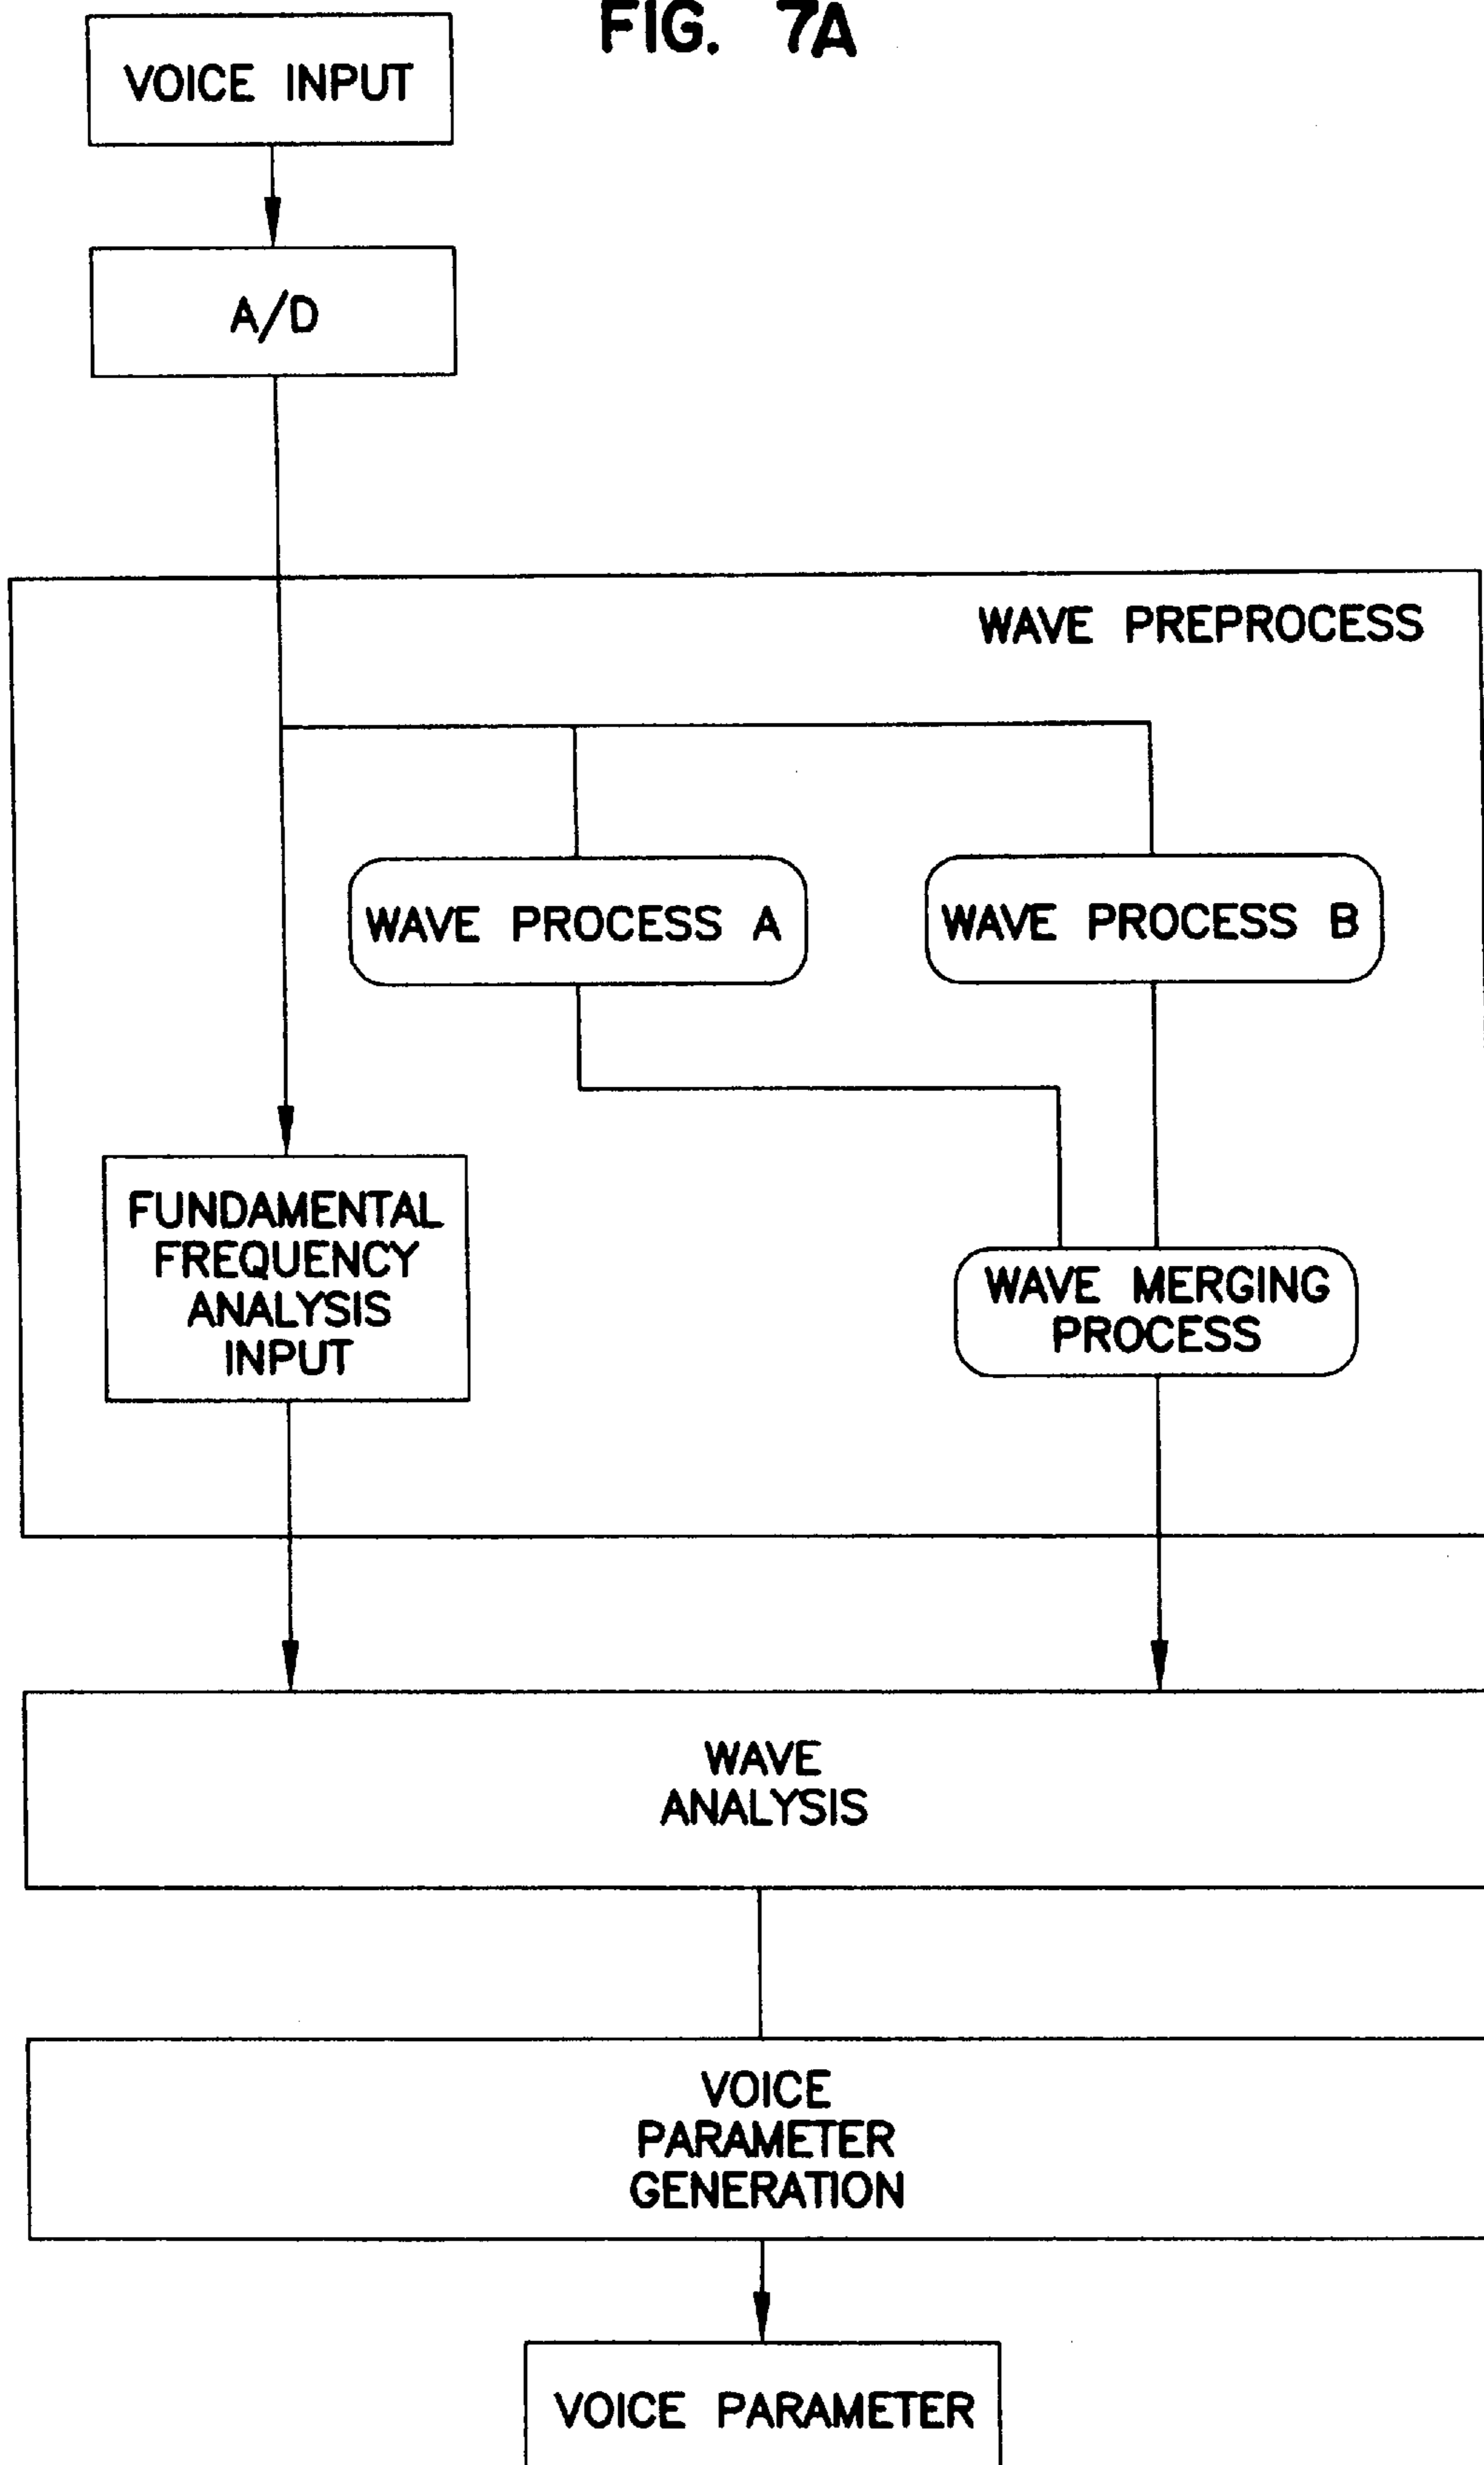 FIG. 7A
VOICE INPUT
A/D
WAVE PREPROCESS
WAVE PROCESS A
WAVE PROCESS B
FUNDAMENTAL
FREQUENCY
ANALYSIS
INPUT
WAVE MERGING
PROCESS
WAVE
ANALYSIS
VOICE
PARAMETER
GENERATION
VOICE PARAMETER